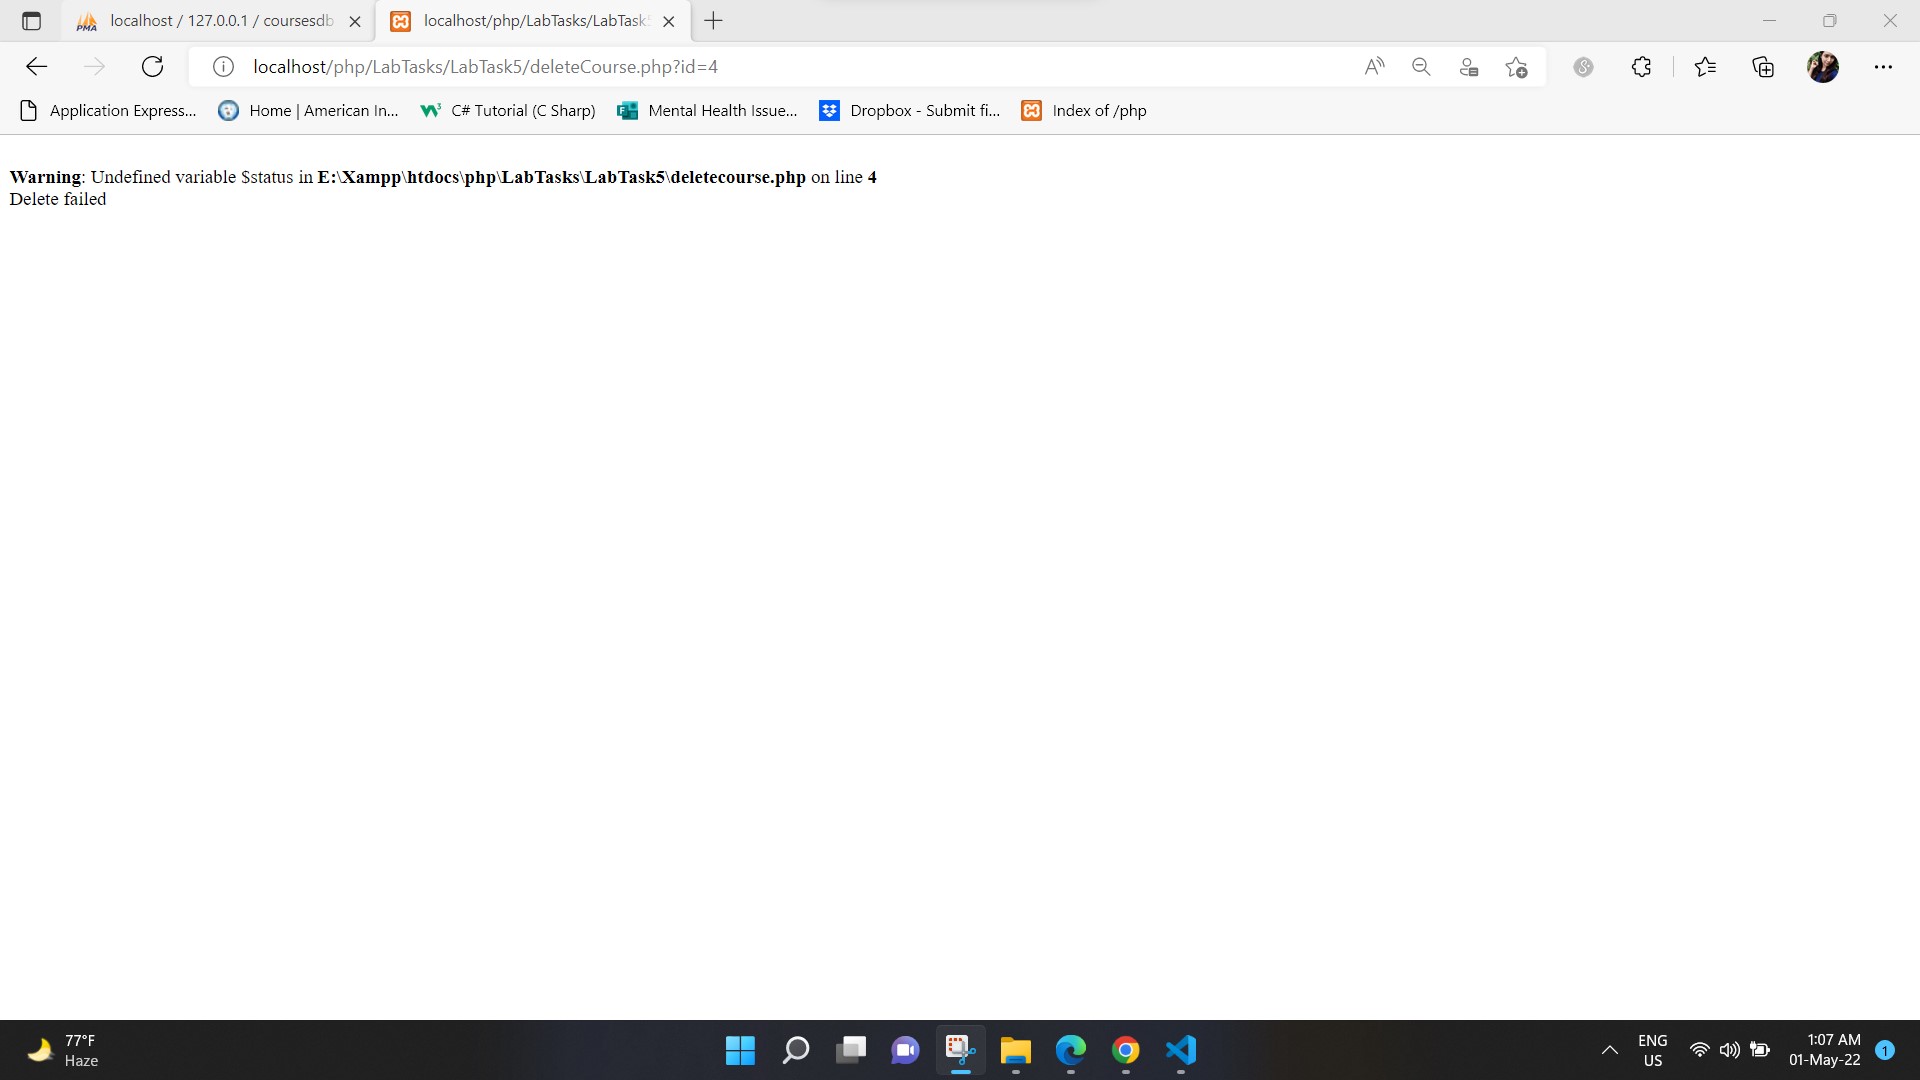 localhost / 127.0.0.1 / coursesdb
localhost/php/LabTasks/LabTask5
localhost/php/LabTasks/LabTask5/deleteCourse.php?id=4
Application Express...
Home | American In...
C# Tutorial (C Sharp)
Mental Health Issue...
Dropbox - Submit fi...
Index of /php
Warning: Undefined variable $status in E:\Xampp\htdocs\php\LabTasks\LabTask5\deletecourse.php on line 4
Delete failed
77°F
Haze
ENG
US
1:07 AM
01-May-22
1